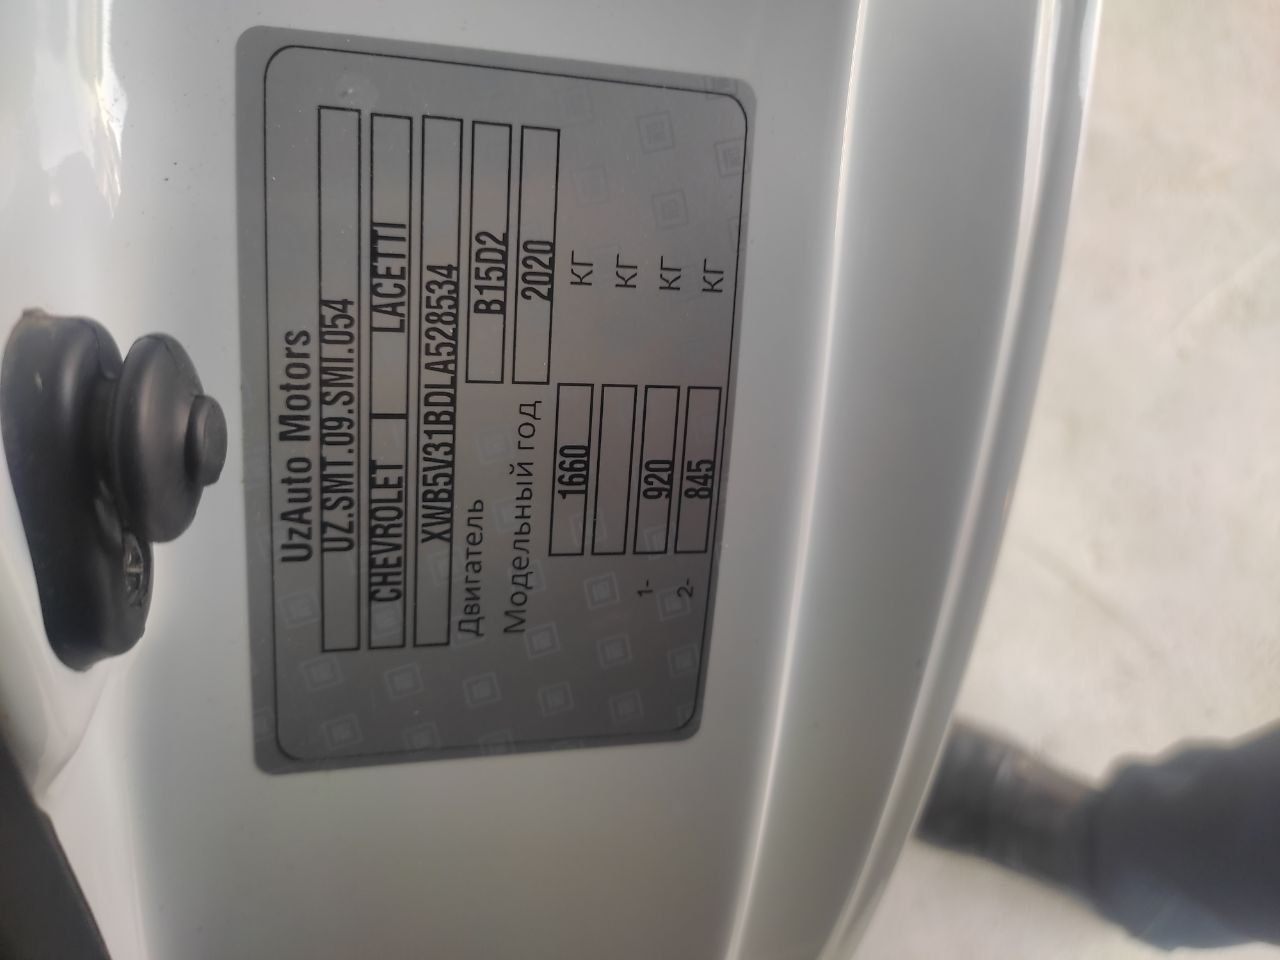 UzAuto Motors
UZ.SMT.09.SMI.054
CHEVROLET | LACETTI
XWB5V31BDLA528534
Двигатель B15D2
Модельный год 2020
1660 КГ
КГ
1- 920 КГ
2- 845 КГ